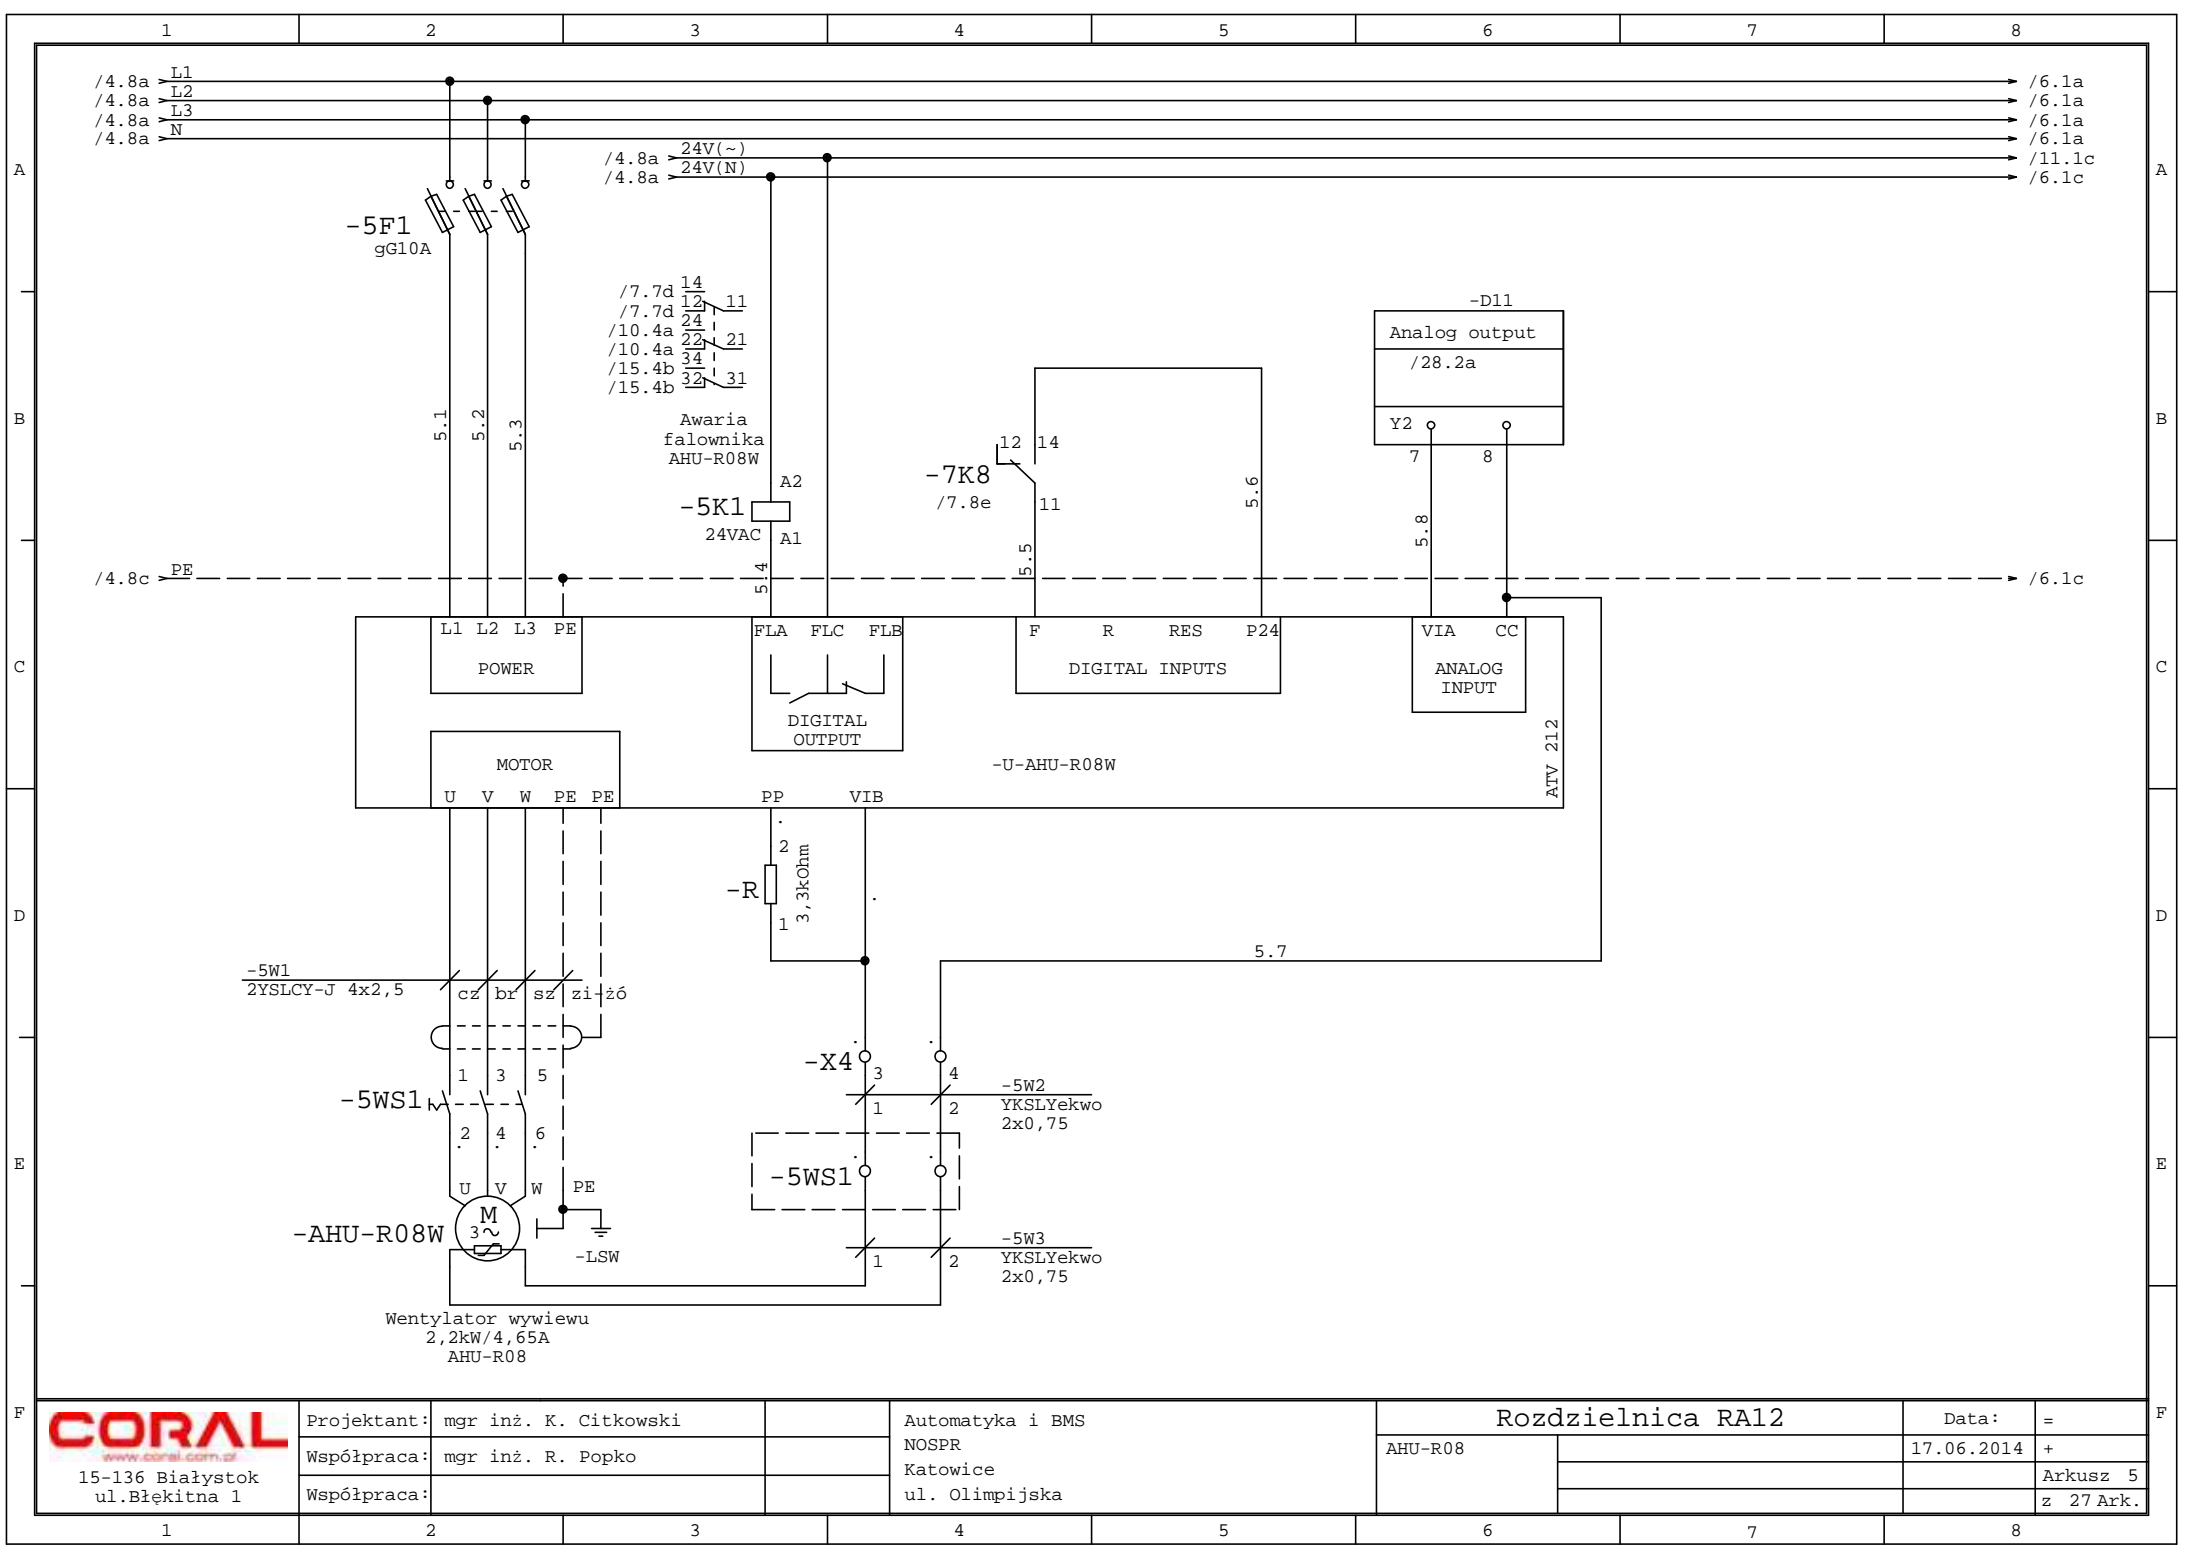 1 2 3 4 5 6 7 8
/4.8a L1 /6.1a
/4.8a L2 /6.1a
/4.8a L3 /6.1a
/4.8a N /6.1a
/4.8a 24V(~) /11.1c
/4.8a 24V(N) /6.1c
A A
-5F1
gG10A
/7.7d 14
/7.7d 12 11
/10.4a 24
/10.4a 22 21
/15.4b 34
/15.4b 32 31
Awaria
falownika
AHU-R08W
A2
-5K1
24VAC A1
5.1 5.2 5.3
5.4
12 14
-7K8
/7.8e 11
5.5
5.6
-D11
Analog output
/28.2a
Y2
7 8
5.8
B B
/4.8c PE /6.1c
L1 L2 L3 PE
POWER
FLA FLC FLB
DIGITAL
OUTPUT
F R RES P24
DIGITAL INPUTS
VIA CC
ANALOG
INPUT
C C
ATV 212
-U-AHU-R08W
MOTOR
U V W PE PE
PP VIB
2
-R
3,3kOhm
1
D D
5.7
-5W1
2YSLCY-J 4x2,5 cz br sz zi-żó
1 3 5
-5WS1
2 4 6
U V W PE
M
3~
-AHU-R08W
-LSW
-X4
3 4
-5W2
YKSLYekwo
2x0,75
1 2
-5WS1
-5W3
YKSLYekwo
2x0,75
1 2
E E
Wentylator wywiewu
2,2kW/4,65A
AHU-R08
F F
CORAL
www.coral.com.pl
15-136 Białystok
ul.Błękitna 1
Projektant: mgr inż. K. Citkowski
Współpraca: mgr inż. R. Popko
Współpraca:
Automatyka i BMS
NOSPR
Katowice
ul. Olimpijska
Rozdzielnica RA12
AHU-R08
Data:
17.06.2014
=
+
Arkusz 5
z 27 Ark.
1 2 3 4 5 6 7 8